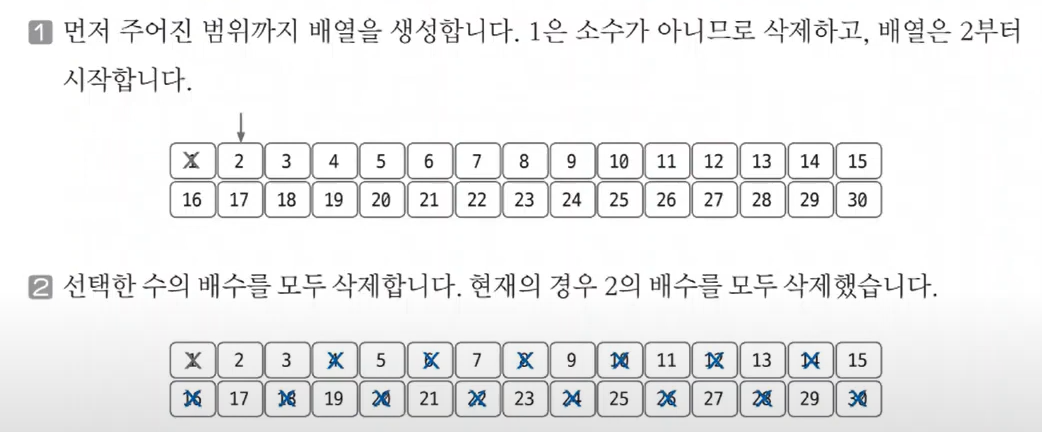 1 먼저 주어진 범위까지 배열을 생성합니다. 1은 소수가 아니므로 삭제하고, 배열은 2부터
시작합니다.
1 2 3 4 5 6 7 8 9 10 11 12 13 14 15
16 17 18 19 20 21 22 23 24 25 26 27 28 29 30
2 선택한 수의 배수를 모두 삭제합니다. 현재의 경우 2의 배수를 모두 삭제했습니다.
1 2 3 4 5 6 7 8 9 10 11 12 13 14 15
16 17 18 19 20 21 22 23 24 25 26 27 28 29 30